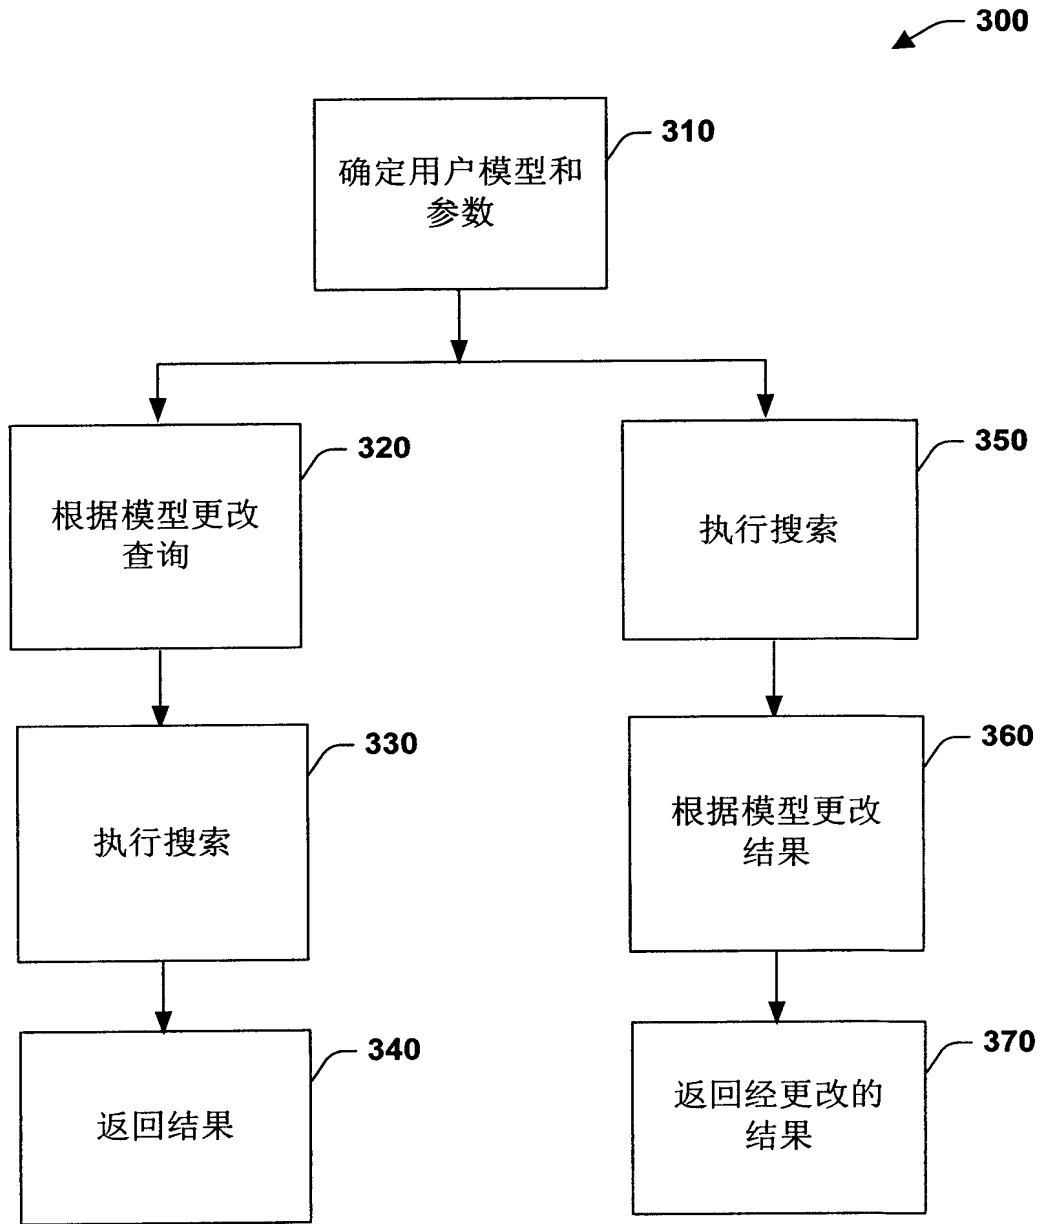 300
310
确定用户模型和
参数
320
根据模型更改
查询
350
执行搜索
330
执行搜索
360
根据模型更改
结果
340
返回结果
370
返回经更改的
结果